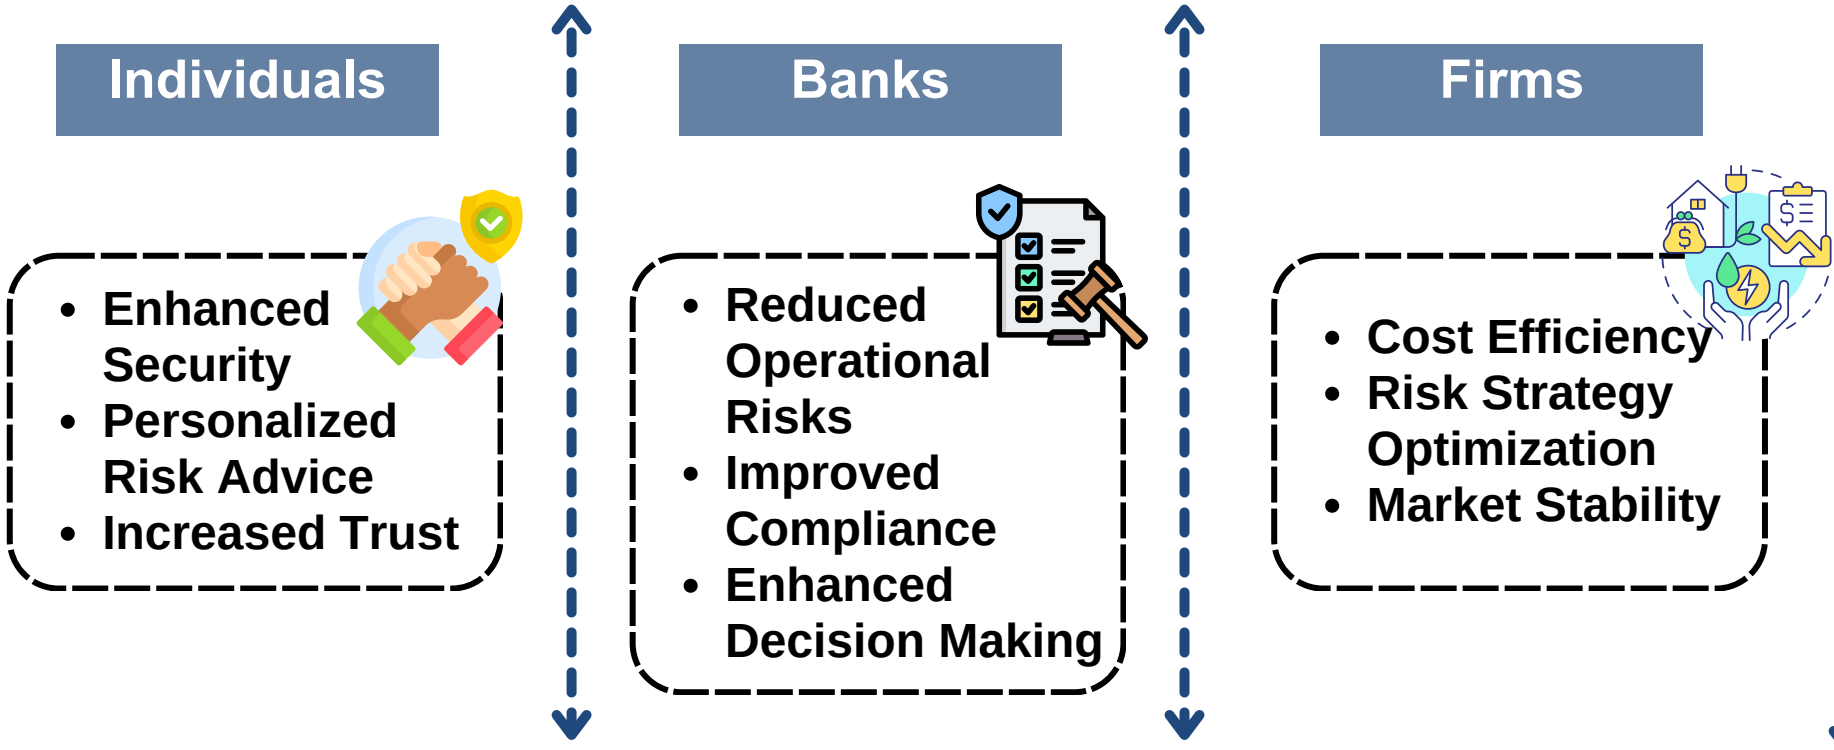 Individuals
• Enhanced
Security
• Personalized
Risk Advice
• Increased Trust
Banks
• Reduced
Operational
Risks
• Improved
Compliance
• Enhanced
Decision Making
Firms
• Cost Efficiency
• Risk Strategy
Optimization
• Market Stability